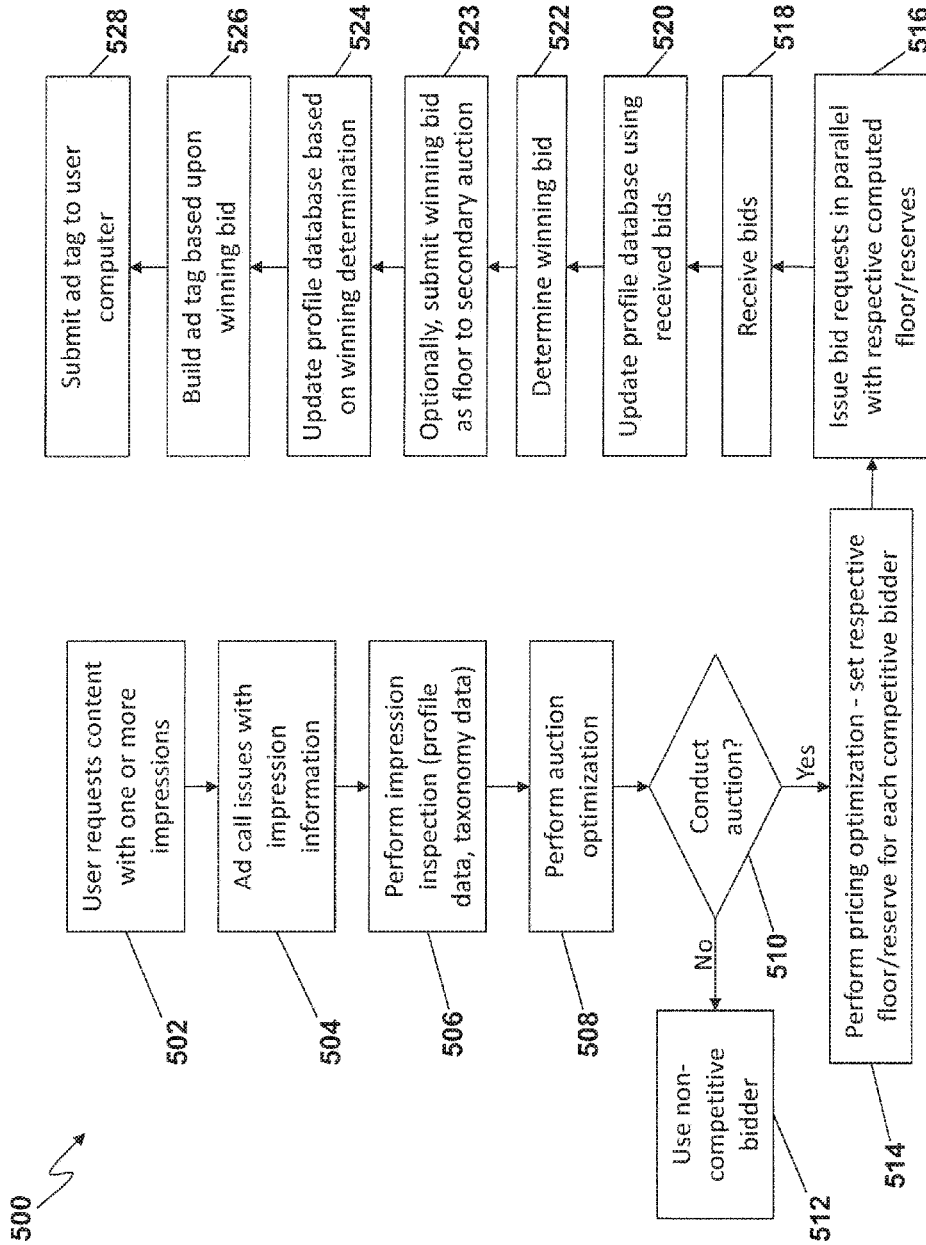 500
User requests content
with one or more
impressions
502
Ad call issues with
impression
information
504
Perform impression
inspection (profile
data, taxonomy data)
506
Perform auction
optimization
508
Conduct
auction?
510
No
Use non-
competitive
bidder
512
Yes
Perform pricing optimization - set respective
floor/reserve for each competitive bidder
514
Issue bid requests in parallel
with respective computed
floor/reserves
516
Receive bids
518
Update profile database using
received bids
520
Determine winning bid
522
Optionally, submit winning bid
as floor to secondary auction
523
Update profile database based
on winning determination
524
Build ad tag based upon
winning bid
526
Submit ad tag to user
computer
528